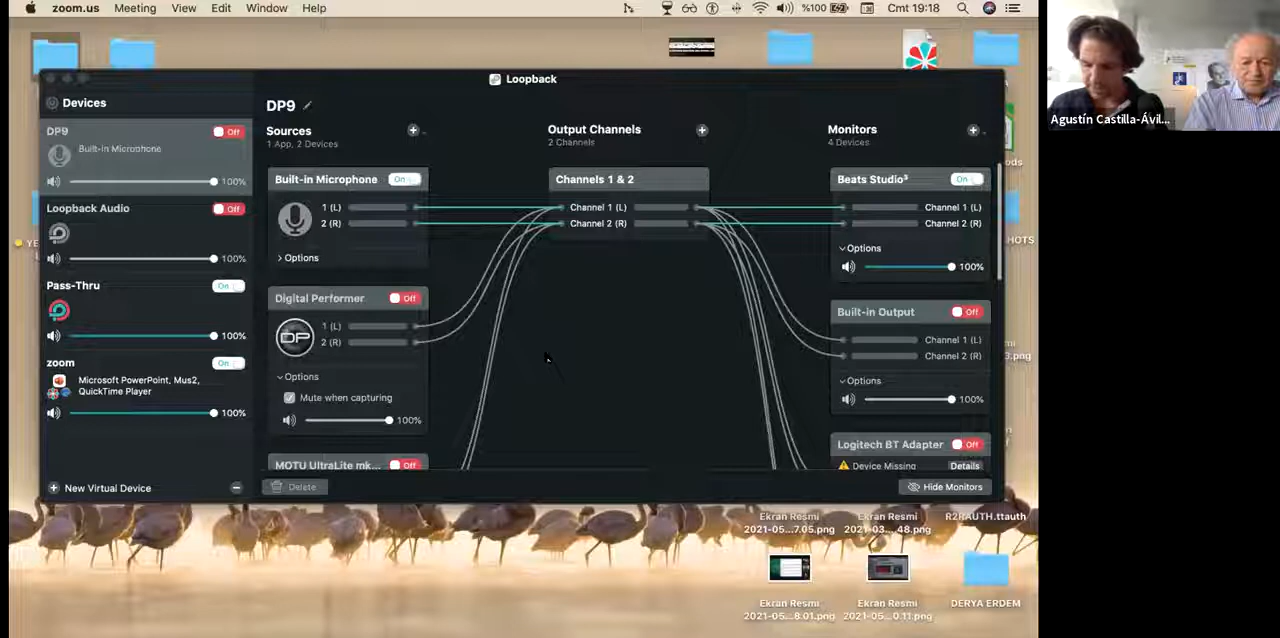 zoom.us Meeting View Edit Window Help
%100
Cmt 19:18
Loopback
Devices
DP9
Off
Built-in Microphone
100%
Loopback Audio
Off
100%
Pass-Thru
On
100%
zoom
On
Microsoft PowerPoint, Mus2,
QuickTime Player
100%
New Virtual Device
DP9
Sources
1 App, 2 Devices
Built-in Microphone On
1 (L)
2 (R)
Options
Digital Performer Off
1 (L)
2 (R)
DP
Options
Mute when capturing
100%
MOTU UltraLite mk... Off
Delete
Output Channels
2 Channels
Channels 1 & 2
Channel 1 (L)
Channel 2 (R)
Monitors
4 Devices
Beats Studio³ On
Channel 1 (L)
Channel 2 (R)
Options
100%
Built-in Output Off
Channel 1 (L)
Channel 2 (R)
Options
100%
Logitech BT Adapter Off
Device Missing Details
Hide Monitors
Ekran Resmi
2021-05...7.05.png
Ekran Resmi
2021-03...48.png
R2RAUTH.ttauth
Ekran Resmi
2021-05...8.01.png
Ekran Resmi
2021-05...0.11.png
DERYA ERDEM
Agustín Castilla-Ávil...